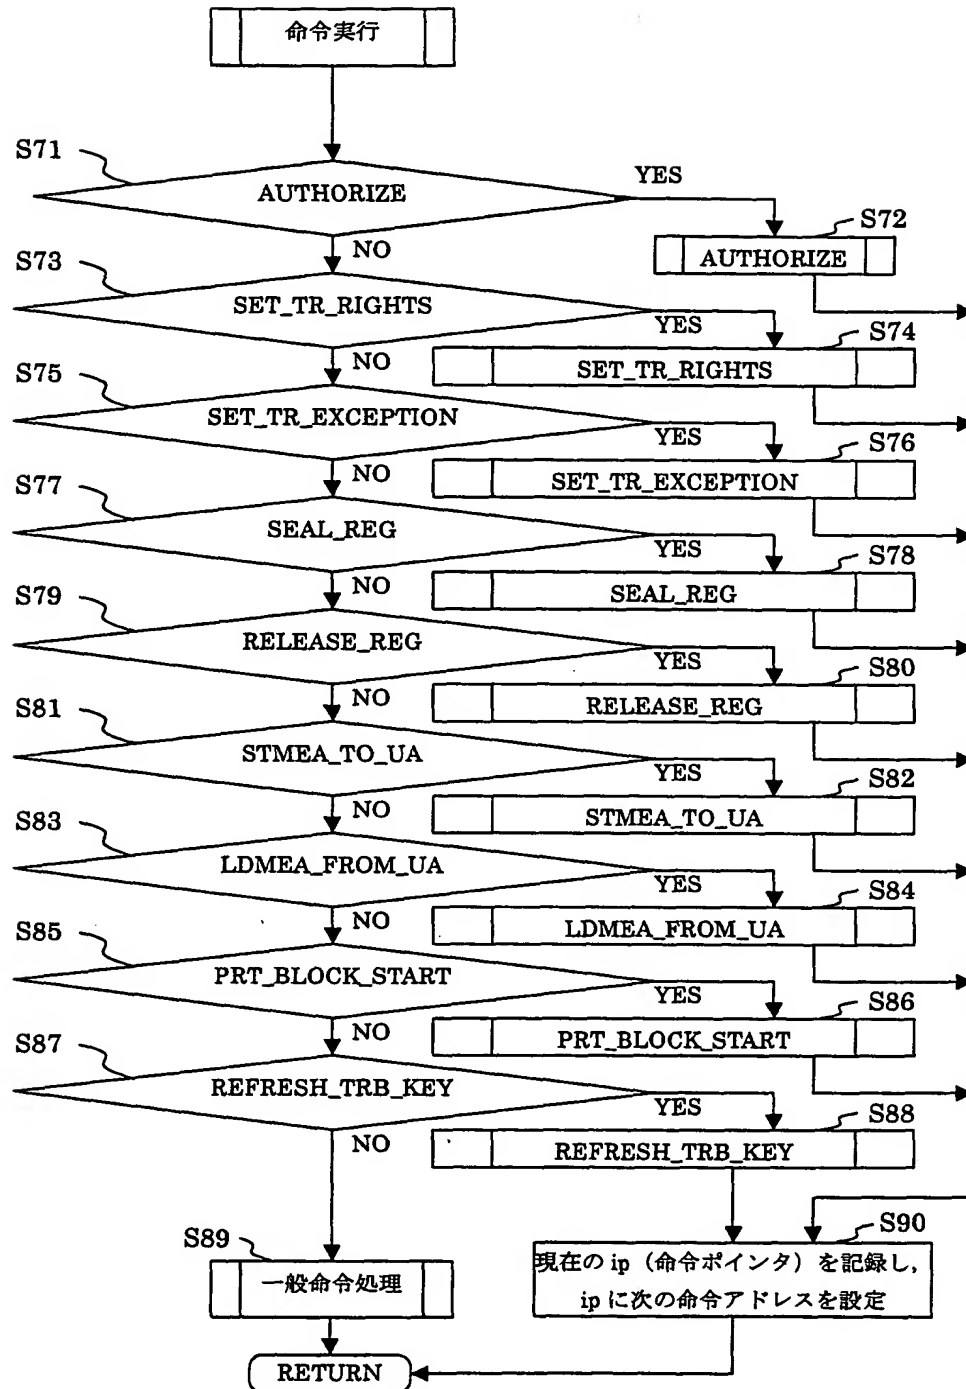 命令実行
S71
AUTHORIZE
YES
S72
AUTHORIZE
NO
S73
SET_TR_RIGHTS
YES
S74
SET_TR_RIGHTS
NO
S75
SET_TR_EXCEPTION
YES
S76
SET_TR_EXCEPTION
NO
S77
SEAL_REG
YES
S78
SEAL_REG
NO
S79
RELEASE_REG
YES
S80
RELEASE_REG
NO
S81
STMEA_TO_UA
YES
S82
STMEA_TO_UA
NO
S83
LDMEA_FROM_UA
YES
S84
LDMEA_FROM_UA
NO
S85
PRT_BLOCK_START
YES
S86
PRT_BLOCK_START
NO
S87
REFRESH_TRB_KEY
YES
S88
REFRESH_TRB_KEY
NO
S89
一般命令処理
S90
現在の ip（命令ポインタ）を記録し，
ip に次の命令アドレスを設定
RETURN